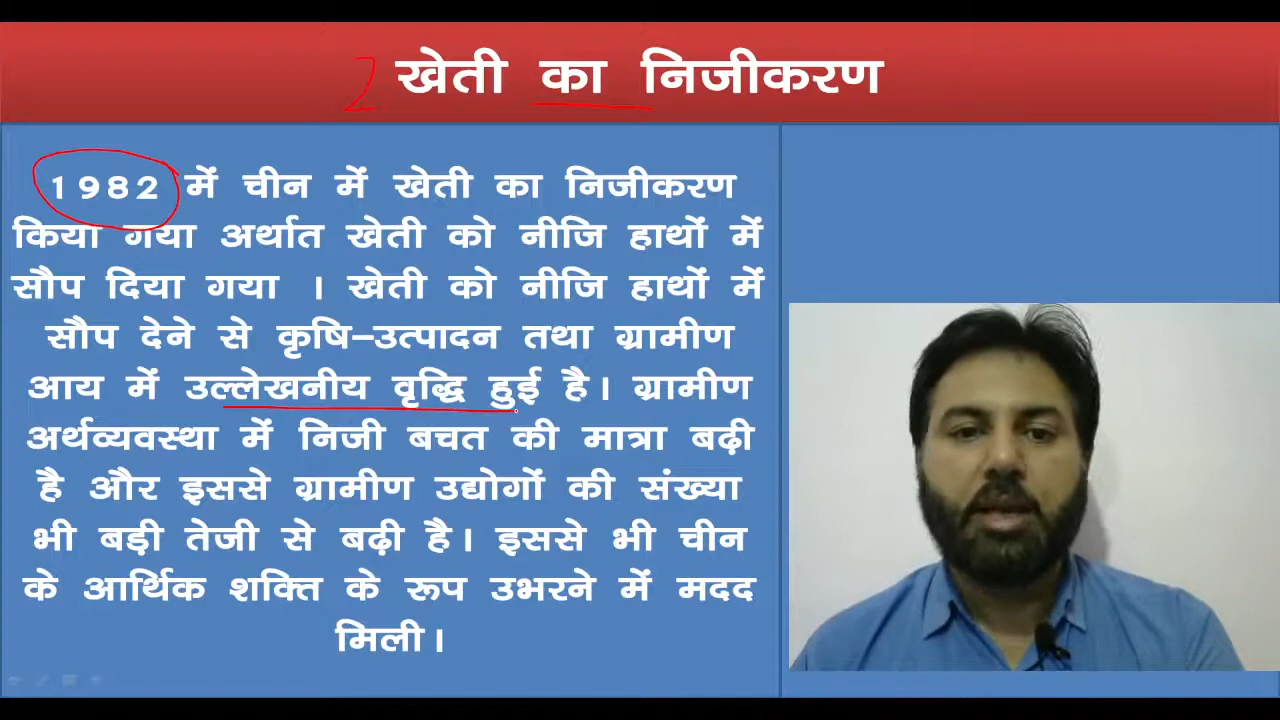 2 खेती का निजीकरण
1982 में चीन में खेती का निजीकरण
किया गया अर्थात खेती को नीजि हाथों में
सौप दिया गया । खेती को नीजि हाथों में
सौप देने से कृषि–उत्पादन तथा ग्रामीण
आय में उल्लेखनीय वृद्धि हुई है। ग्रामीण
अर्थव्यवस्था में निजी बचत की मात्रा बढ़ी
है और इससे ग्रामीण उद्योगों की संख्या
भी बड़ी तेजी से बढ़ी है। इससे भी चीन
के आर्थिक शक्ति के रूप उभरने में मदद
मिली।